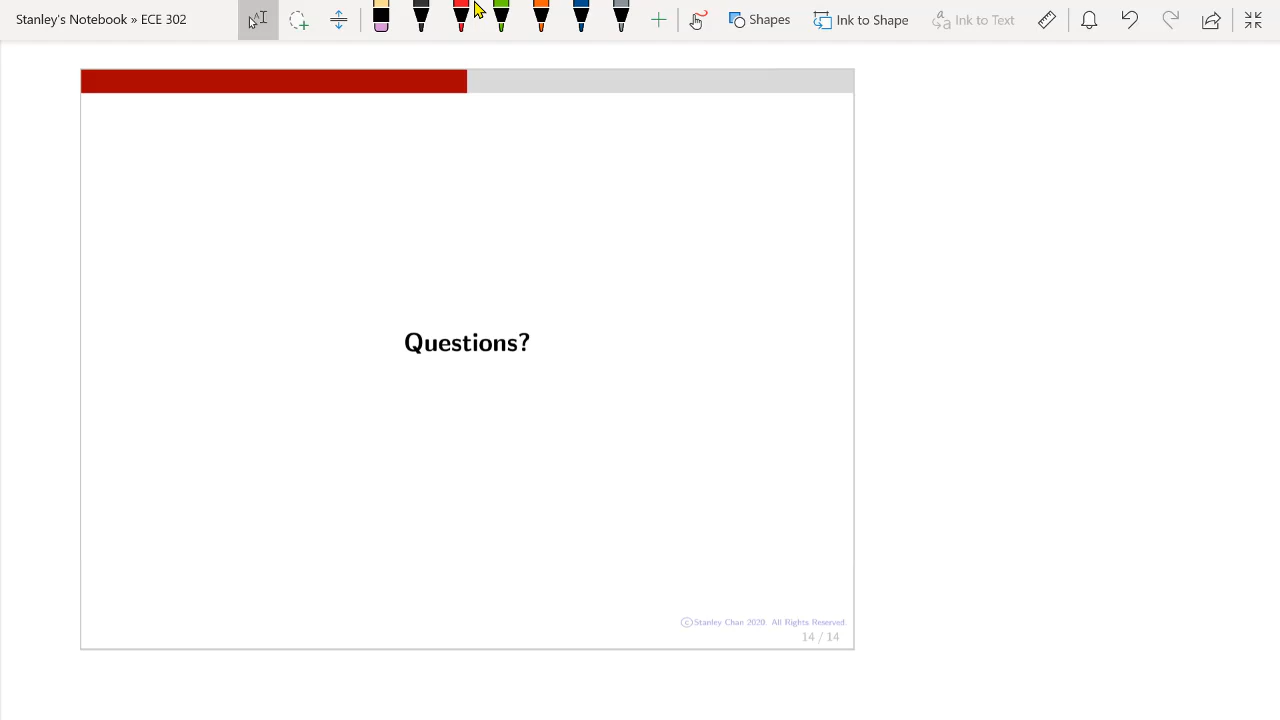 Stanley's Notebook » ECE 302
Shapes
Ink to Shape
Ink to Text
Questions?
©Stanley Chan 2020. All Rights Reserved.
14 / 14